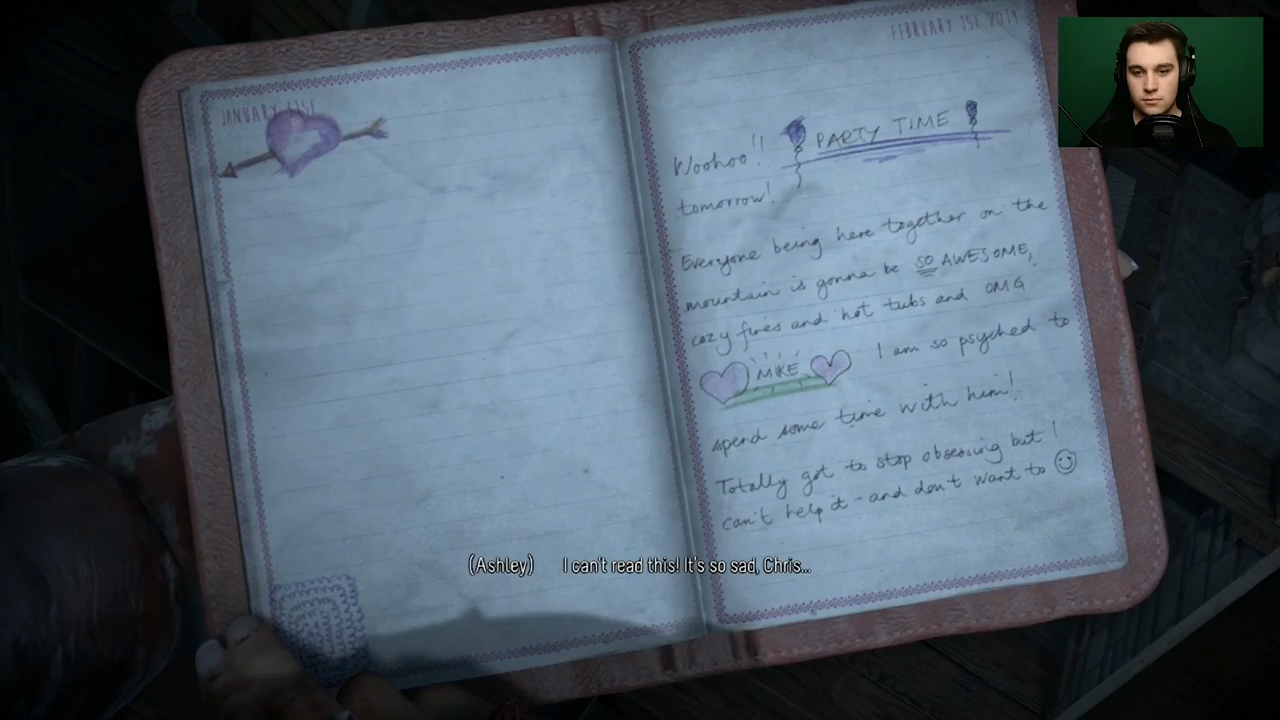 JANUARY 31ST
FEBRUARY 1ST 2014
Woohoo!! PARTY TIME
tomorrow!
Everyone being here together on the
mountain is gonna be SO AWESOME,
cozy fires and hot tubs and OMG
MIKE I am so psyched to
spend some time with him!
Totally got to stop obsessing but I
can't help it - and don't want to
(Ashley) I can't read this! It's so sad, Chris...